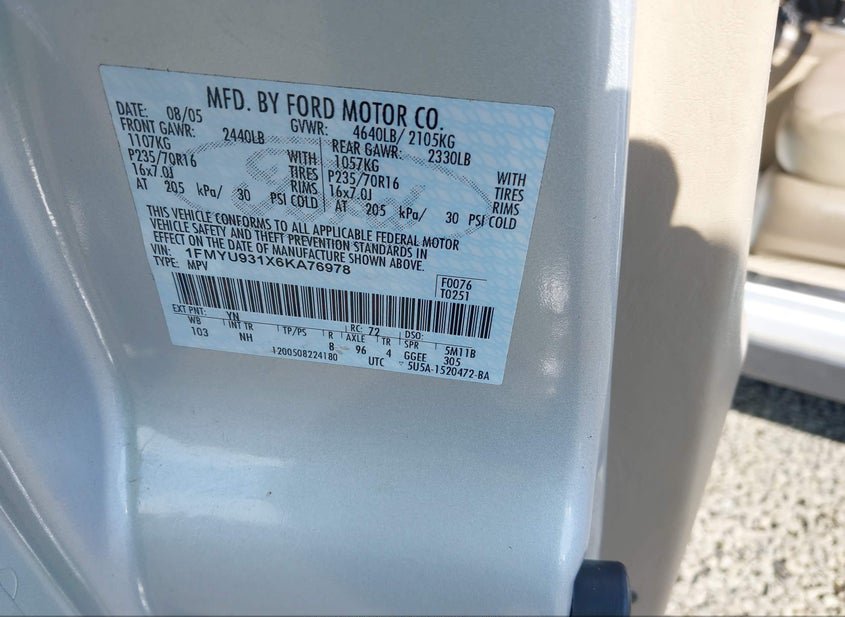 MFD. BY FORD MOTOR CO.
DATE: 08/05 GVWR: 4640LB/ 2105KG
FRONT GAWR: 2440LB REAR GAWR: 2330LB
1107KG WITH 1057KG WITH
P235/70R16 TIRES P235/70R16 TIRES
16x7.0J RIMS 16x7.0J RIMS
AT 205 kPa/ 30 PSI COLD AT 205 kPa/ 30 PSI COLD
THIS VEHICLE CONFORMS TO ALL APPLICABLE FEDERAL MOTOR
VEHICLE SAFETY AND THEFT PREVENTION STANDARDS IN
EFFECT ON THE DATE OF MANUFACTURE SHOWN ABOVE.
VIN: 1FMYU931X6KA76978
TYPE: MPV
F0076
T0251
EXT PNT: YN RC: 72 DSO:
WB INT TR TP/PS R AXLE TR SPR 5M11B
103 NH B 96 4 GGEE 305
1200508224180 UTC 5U5A-1520472-BA